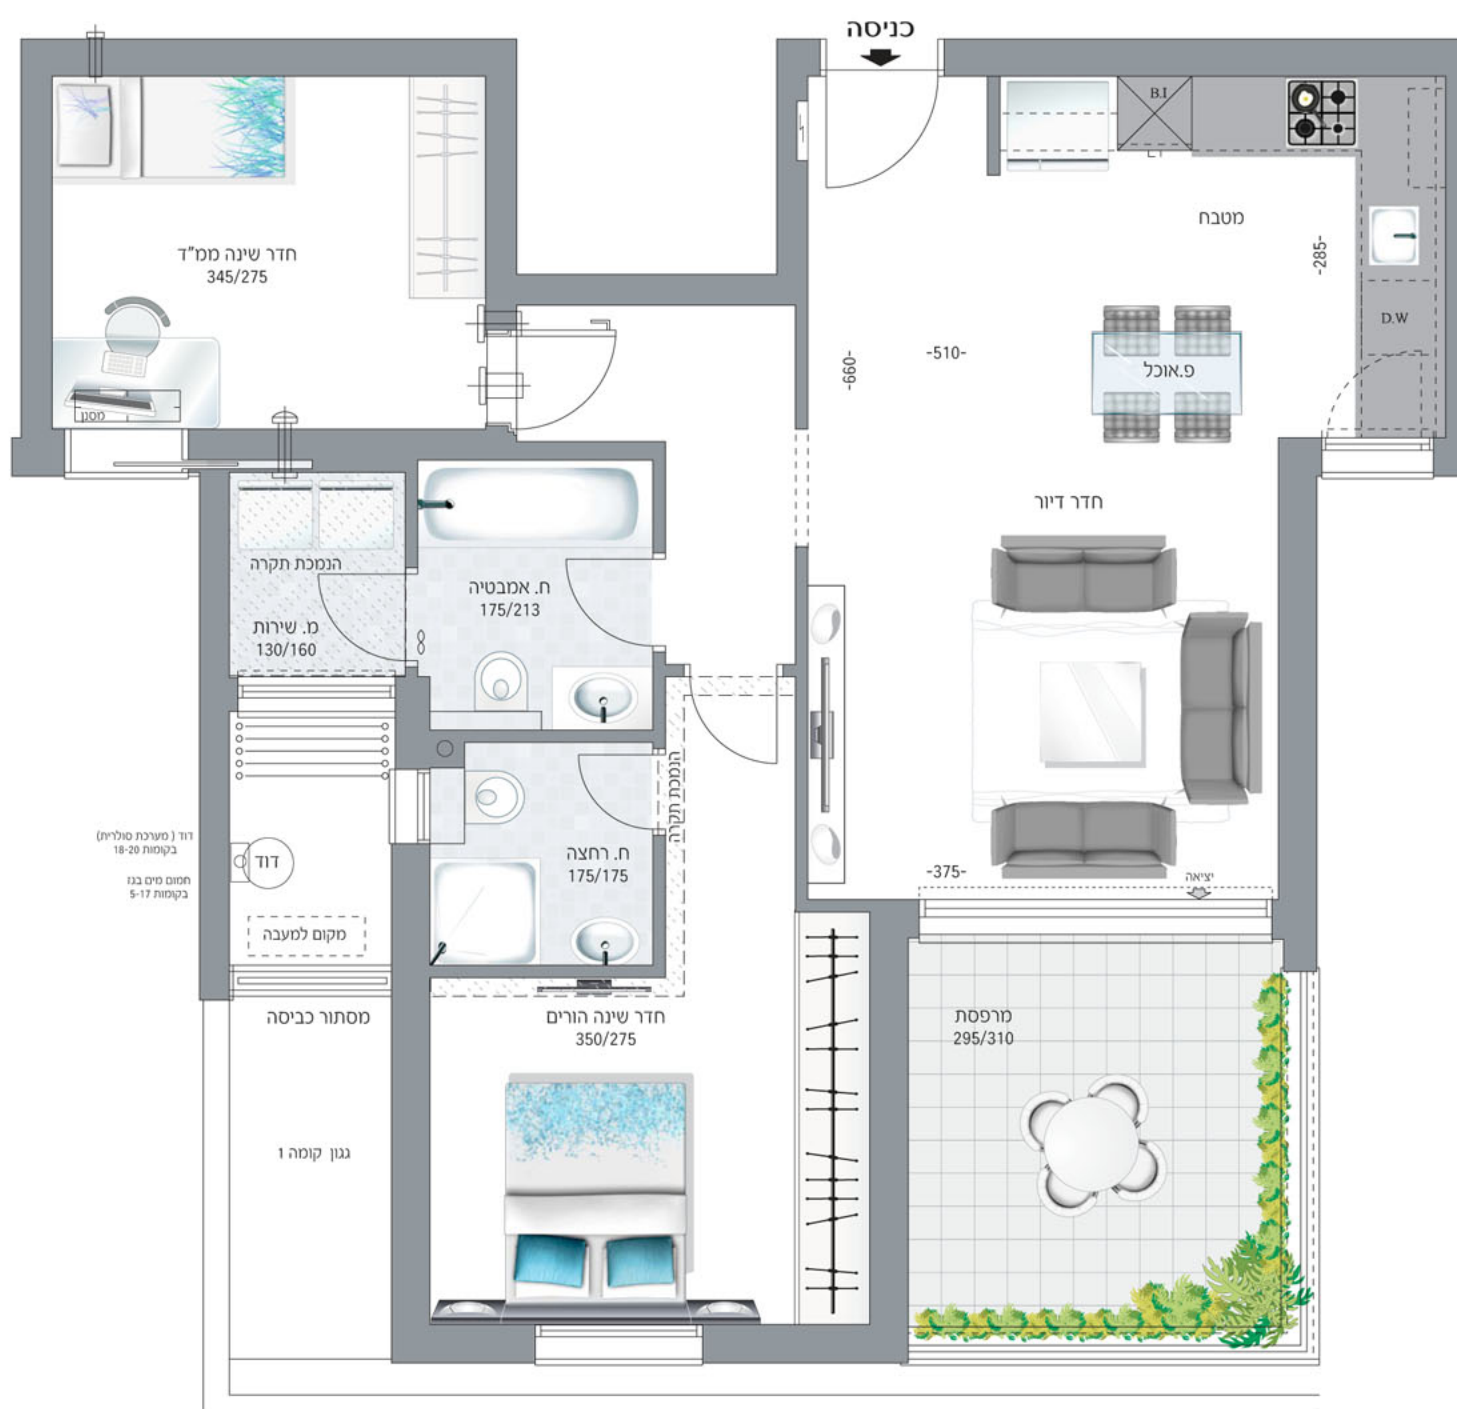 כניסה
B.I
מטבח
-285-
D.W
חדר שינה ממ"ד
345/275
מסנן
-510-
-660-
פ.אוכל
חדר דיור
הנמכת תקרה
מ. שירות
130/160
ח. אמבטיה
175/213
הנמכת תקרה
דוד ( מערכת סולרית)
בקומות 18-20
חמום מים בגז
בקומות 5-17
דוד
מקום למעבה
ח. רחצה
175/175
-375-
יציאה
מסתור כביסה
חדר שינה הורים
350/275
מרפסת
295/310
גגון קומה 1